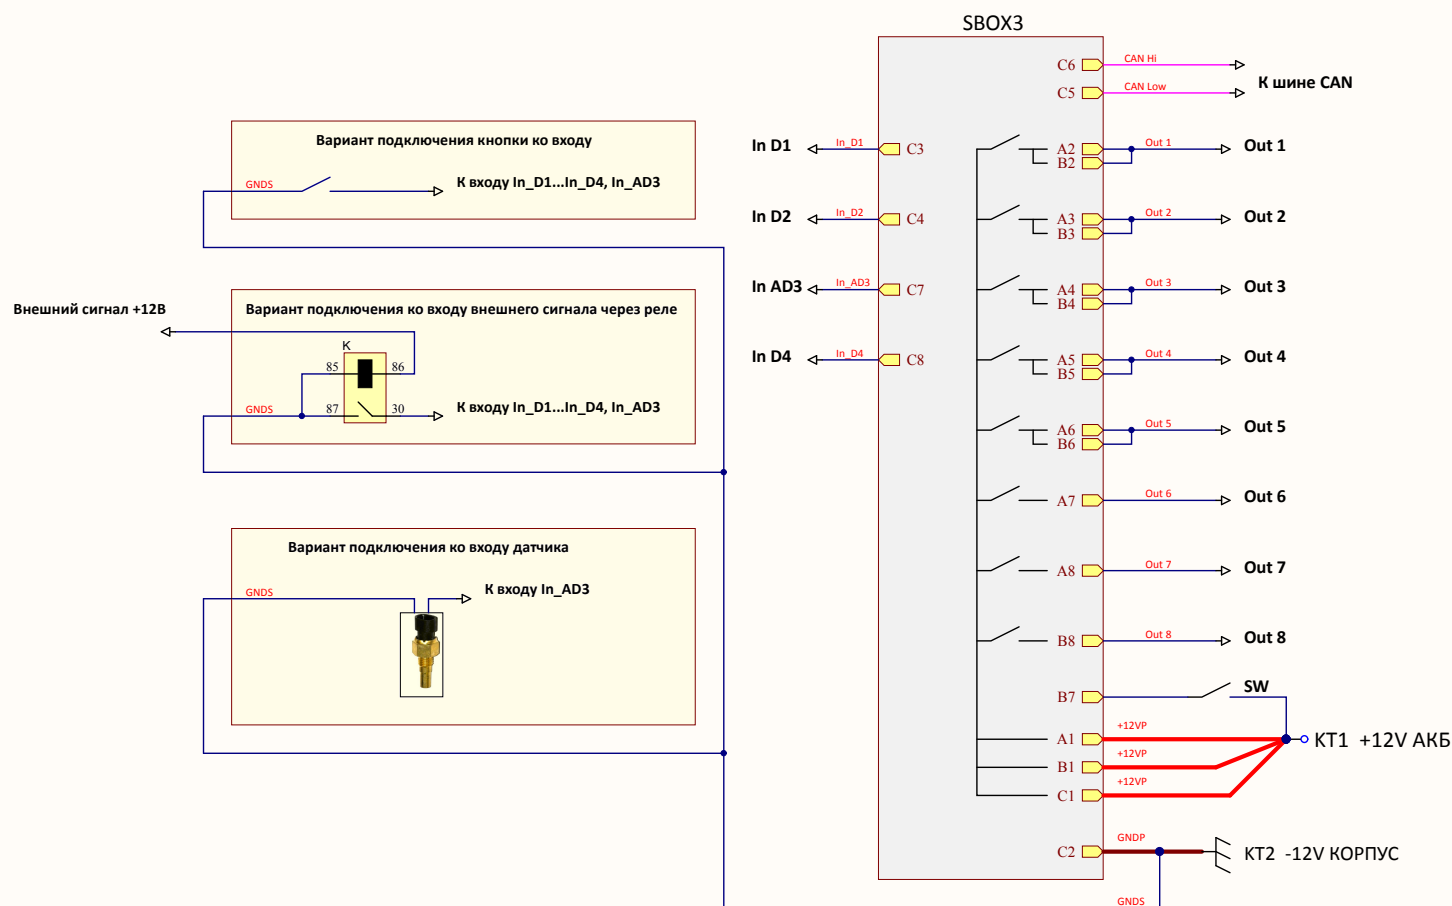 SBOX3
C6
CAN Hi
C5
CAN Low
К шине CAN
Вариант подключения кнопки ко входу
GNDS
К входу In_D1...In_D4, In_AD3
In D1
In_D1
C3
A2
B2
Out 1
Out 1
In D2
In_D2
C4
A3
B3
Out 2
Out 2
Внешний сигнал +12В
Вариант подключения ко входу внешнего сигнала через реле
K
85
86
87
30
GNDS
К входу In_D1...In_D4, In_AD3
In AD3
In_AD3
C7
A4
B4
Out 3
Out 3
In D4
In_D4
C8
A5
B5
Out 4
Out 4
A6
B6
Out 5
Out 5
A7
Out 6
Out 6
Вариант подключения ко входу датчика
К входу In_AD3
GNDS
A8
Out 7
Out 7
B8
Out 8
Out 8
B7
SW
A1
+12VP
B1
+12VP
C1
+12VP
KT1 +12V АКБ
C2
GNDP
KT2 -12V КОРПУС
GNDS